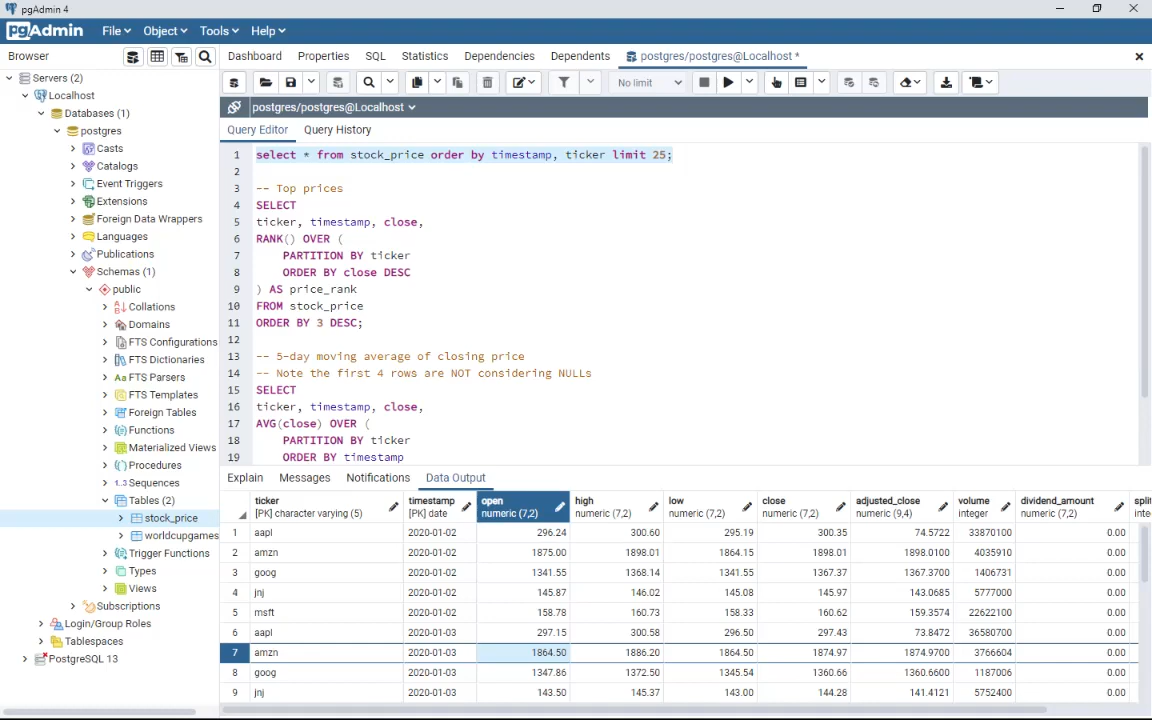 pgAdmin 4
pgAdmin File Object Tools Help
Browser
Dashboard Properties SQL Statistics Dependencies Dependents postgres/postgres@Localhost *
No limit
postgres/postgres@Localhost
Query Editor Query History
Servers (2)
Localhost
Databases (1)
postgres
Casts
Catalogs
Event Triggers
Extensions
Foreign Data Wrappers
Languages
Publications
Schemas (1)
public
Collations
Domains
FTS Configurations
FTS Dictionaries
Aa FTS Parsers
FTS Templates
Foreign Tables
Functions
Materialized Views
Procedures
1..3 Sequences
Tables (2)
stock_price
worldcupgames
Trigger Functions
Types
Views
Subscriptions
Login/Group Roles
Tablespaces
PostgreSQL 13
1 select * from stock_price order by timestamp, ticker limit 25;
2
3 -- Top prices
4 SELECT
5 ticker, timestamp, close,
6 RANK() OVER (
7 PARTITION BY ticker
8 ORDER BY close DESC
9 ) AS price_rank
10 FROM stock_price
11 ORDER BY 3 DESC;
12
13 -- 5-day moving average of closing price
14 -- Note the first 4 rows are NOT considering NULLs
15 SELECT
16 ticker, timestamp, close,
17 AVG(close) OVER (
18 PARTITION BY ticker
19 ORDER BY timestamp
Explain Messages Notifications Data Output
ticker timestamp open high low close adjusted_close volume dividend_amount
[PK] character varying (5) [PK] date numeric (7,2) numeric (7,2) numeric (7,2) numeric (7,2) numeric (9,4) integer numeric (7,2)
1 aapl 2020-01-02 296.24 300.60 295.19 300.35 74.5722 33870100 0.00
2 amzn 2020-01-02 1875.00 1898.01 1864.15 1898.01 1898.0100 4035910 0.00
3 goog 2020-01-02 1341.55 1368.14 1341.55 1367.37 1367.3700 1406731 0.00
4 jnj 2020-01-02 145.87 146.02 145.08 145.97 143.0685 5777000 0.00
5 msft 2020-01-02 158.78 160.73 158.33 160.62 159.3574 22622100 0.00
6 aapl 2020-01-03 297.15 300.58 296.50 297.43 73.8472 36580700 0.00
7 amzn 2020-01-03 1864.50 1886.20 1864.50 1874.97 1874.9700 3766604 0.00
8 goog 2020-01-03 1347.86 1372.50 1345.54 1360.66 1360.6600 1187006 0.00
9 jnj 2020-01-03 143.50 145.37 143.00 144.28 141.4121 5752400 0.00